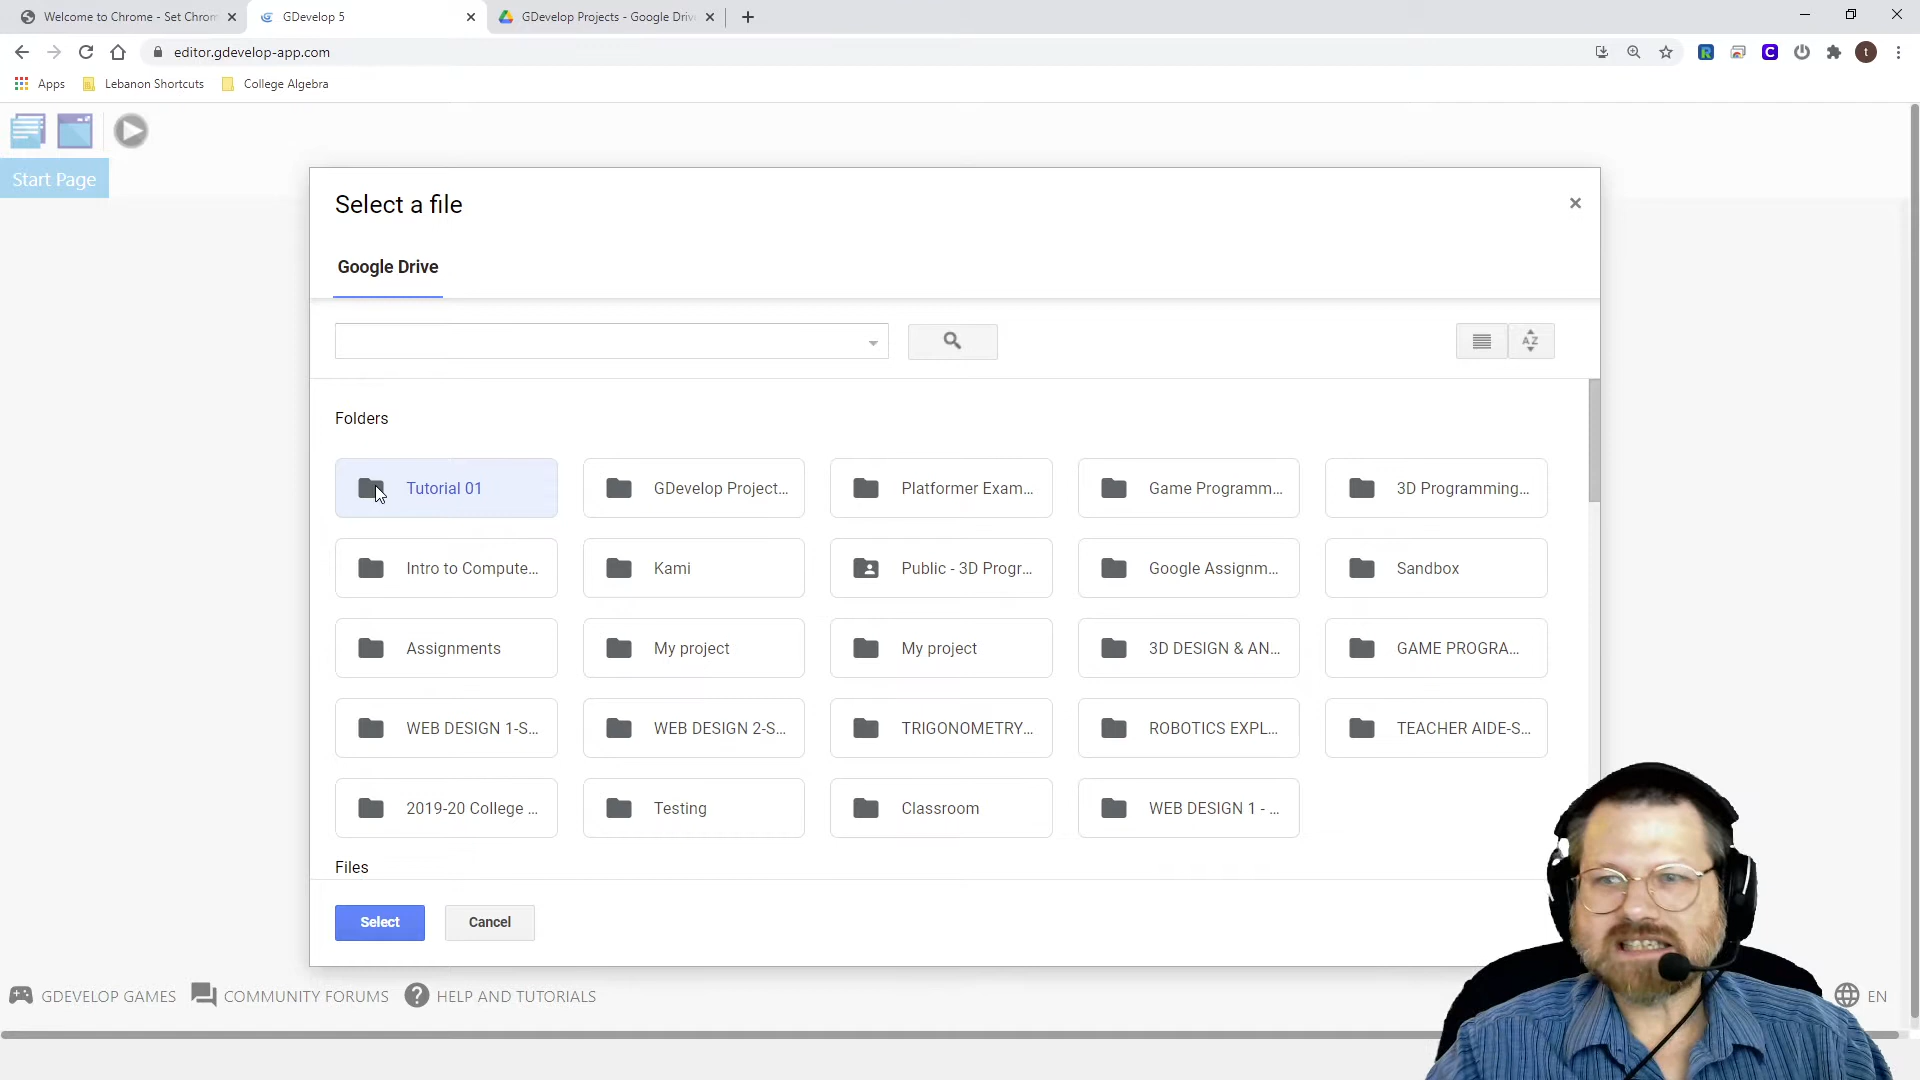 Welcome to Chrome - Set Chrom
GDevelop 5
GDevelop Projects - Google Driv
editor.gdevelop-app.com
Apps
Lebanon Shortcuts
College Algebra
Start Page
Select a file
Google Drive
AZ
Folders
Tutorial 01
GDevelop Project...
Platformer Exam...
Game Programm...
3D Programming...
Intro to Compute...
Kami
Public - 3D Progr...
Google Assignm...
Sandbox
Assignments
My project
My project
3D DESIGN & AN...
GAME PROGRA...
WEB DESIGN 1-S...
WEB DESIGN 2-S...
TRIGONOMETRY...
ROBOTICS EXPL...
TEACHER AIDE-S...
2019-20 College ...
Testing
Classroom
WEB DESIGN 1 - ...
Files
Select
Cancel
GDEVELOP GAMES
COMMUNITY FORUMS
HELP AND TUTORIALS
EN